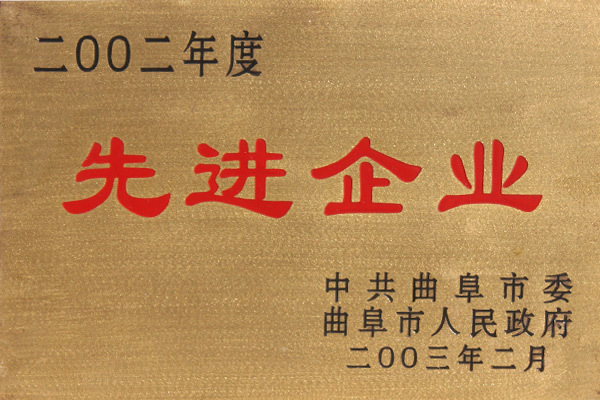 二00二年度
先进企业
中共曲阜市委
曲阜市人民政府
二00三年二月